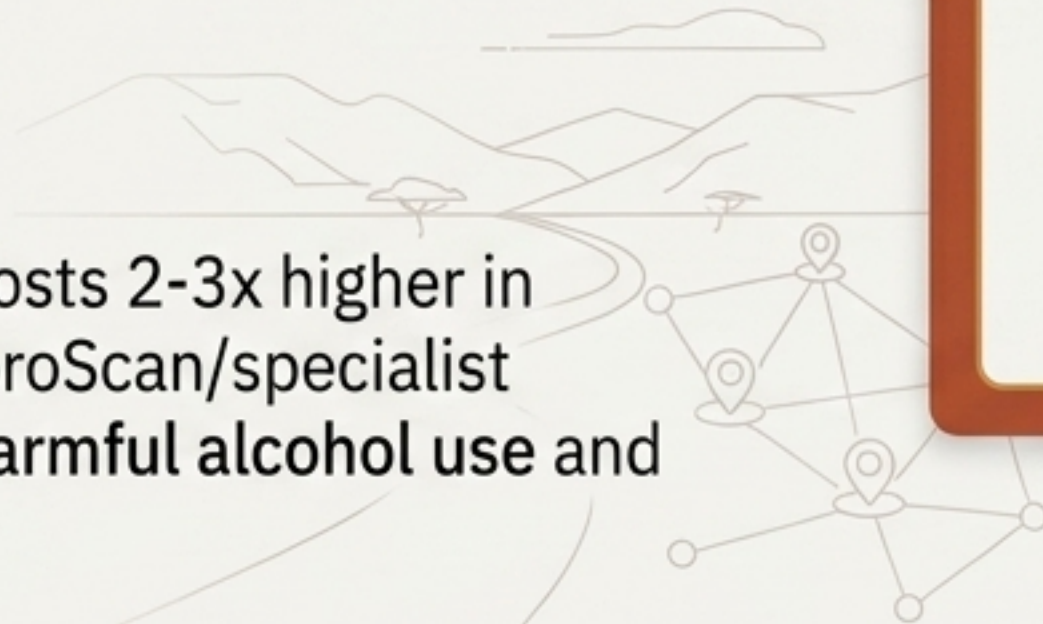 osts 2-3x higher in
roScan/specialist
armful alcohol use and